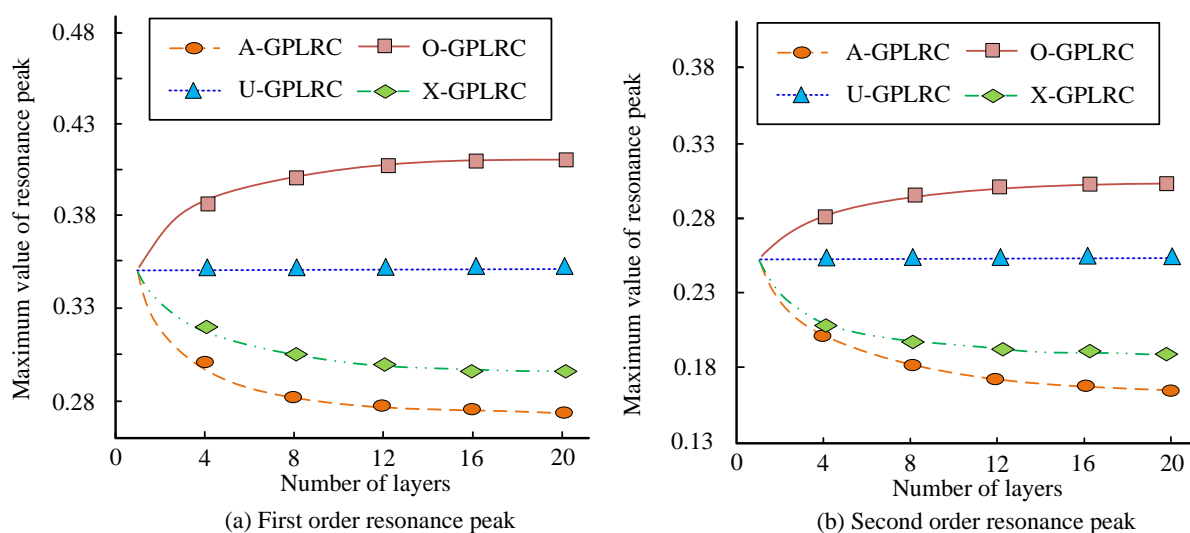 0.48
0.43
0.38
0.33
0.28
Maximum value of resonance peak
A-GPLRC
O-GPLRC
U-GPLRC
X-GPLRC
0 4 8 12 16 20
Number of layers
(a) First order resonance peak
0.38
0.33
0.28
0.23
0.18
0.13
Maximum value of resonance peak
A-GPLRC
O-GPLRC
U-GPLRC
X-GPLRC
0 4 8 12 16 20
Number of layers
(b) Second order resonance peak